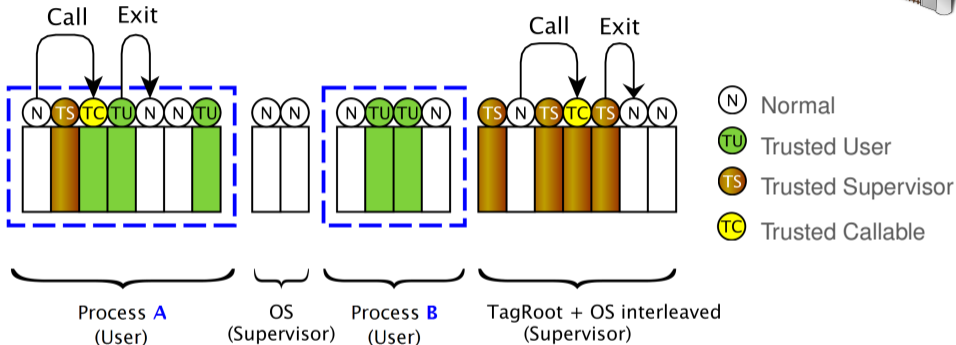 Call Exit
Call Exit
N TS TC TU N N TU
N N
N TU TU N
TS N TS TC TS N N
N Normal
TU Trusted User
TS Trusted Supervisor
TC Trusted Callable
Process A
(User)
OS
(Supervisor)
Process B
(User)
TagRoot + OS interleaved
(Supervisor)